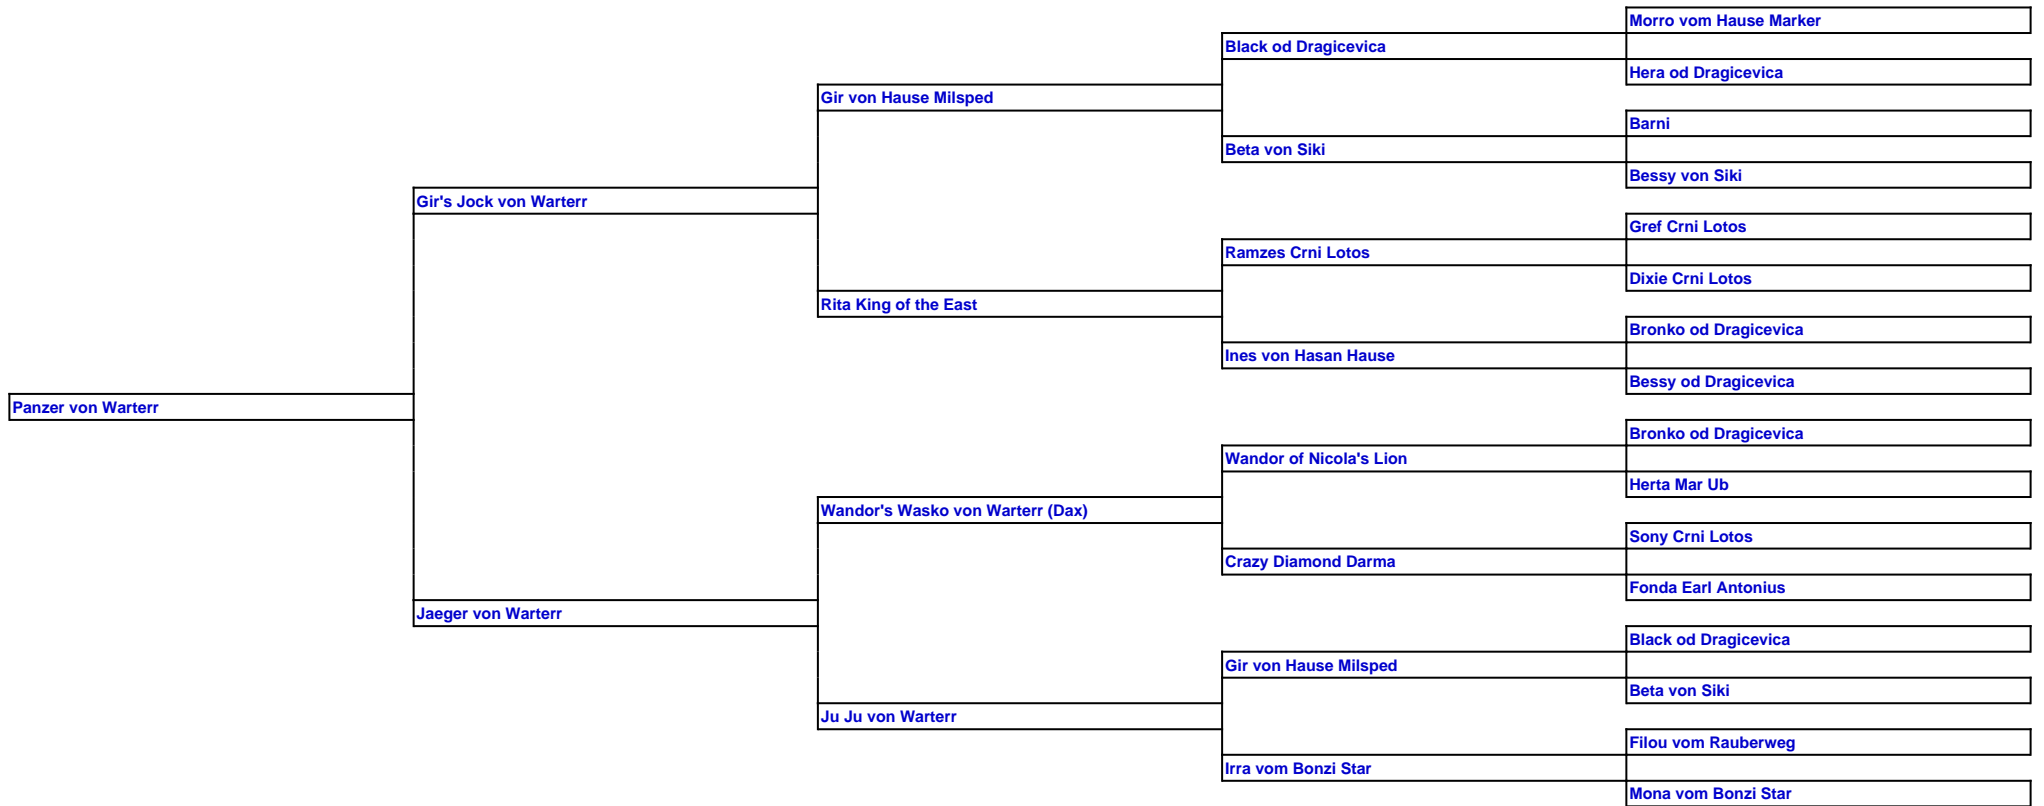 Morro vom Hause Marker
Black od Dragicevica
Hera od Dragicevica
Gir von Hause Milsped
Barni
Beta von Siki
Bessy von Siki
Gir's Jock von Warterr
Gref Crni Lotos
Ramzes Crni Lotos
Dixie Crni Lotos
Rita King of the East
Bronko od Dragicevica
Ines von Hasan Hause
Bessy od Dragicevica
Panzer von Warterr
Bronko od Dragicevica
Wandor of Nicola's Lion
Herta Mar Ub
Wandor's Wasko von Warterr (Dax)
Sony Crni Lotos
Crazy Diamond Darma
Fonda Earl Antonius
Jaeger von Warterr
Black od Dragicevica
Gir von Hause Milsped
Beta von Siki
Ju Ju von Warterr
Filou vom Rauberweg
Irra vom Bonzi Star
Mona vom Bonzi Star